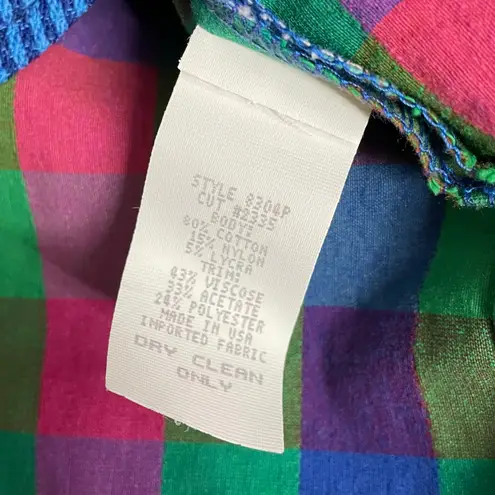 STYLE 8304P
CUT #2335
BODY:
80% COTTON
15% NYLON
5% LYCRA
TRIM:
43% VISCOSE
33% ACETATE
24% POLYESTER
MADE IN USA
IMPORTED FABRIC
DRY CLEAN
ONLY